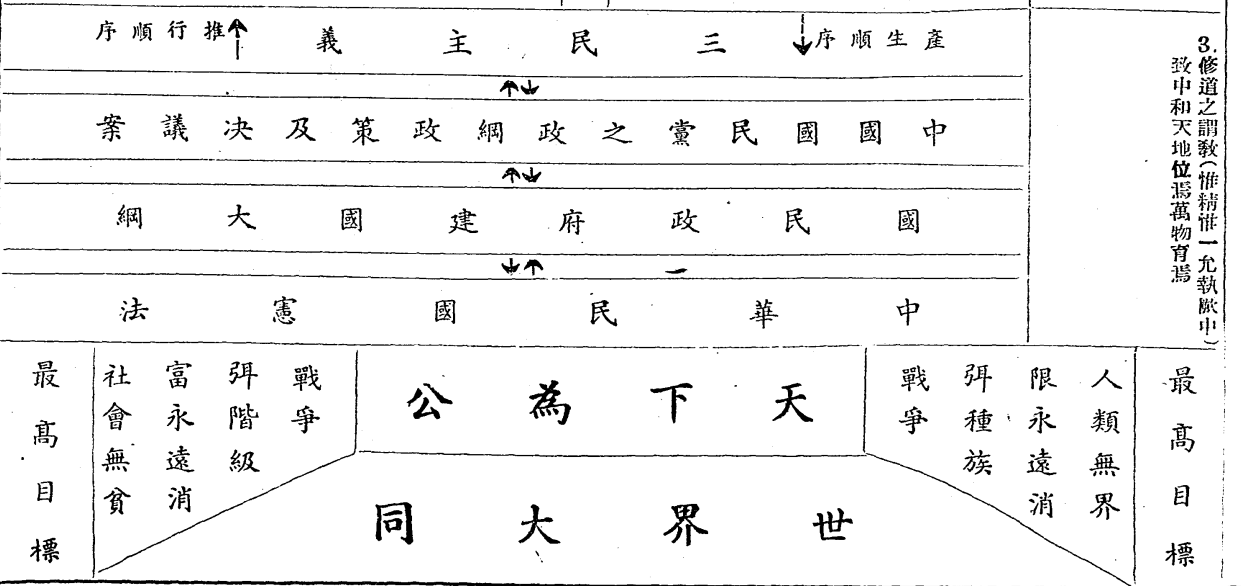 3.修道之謂教(惟精惟一允執厥中)
致中和天地位焉萬物育焉
產生順序
三民主義
推行順序
中國國民黨之政綱政策及决議案
國民政府建國大綱
中華民國憲法
最高目標
人類無界
限永遠消
弭種族
戰爭
天下為公
世界大同
社會無貧
富永遠消
弭階級
戰爭
最高目標